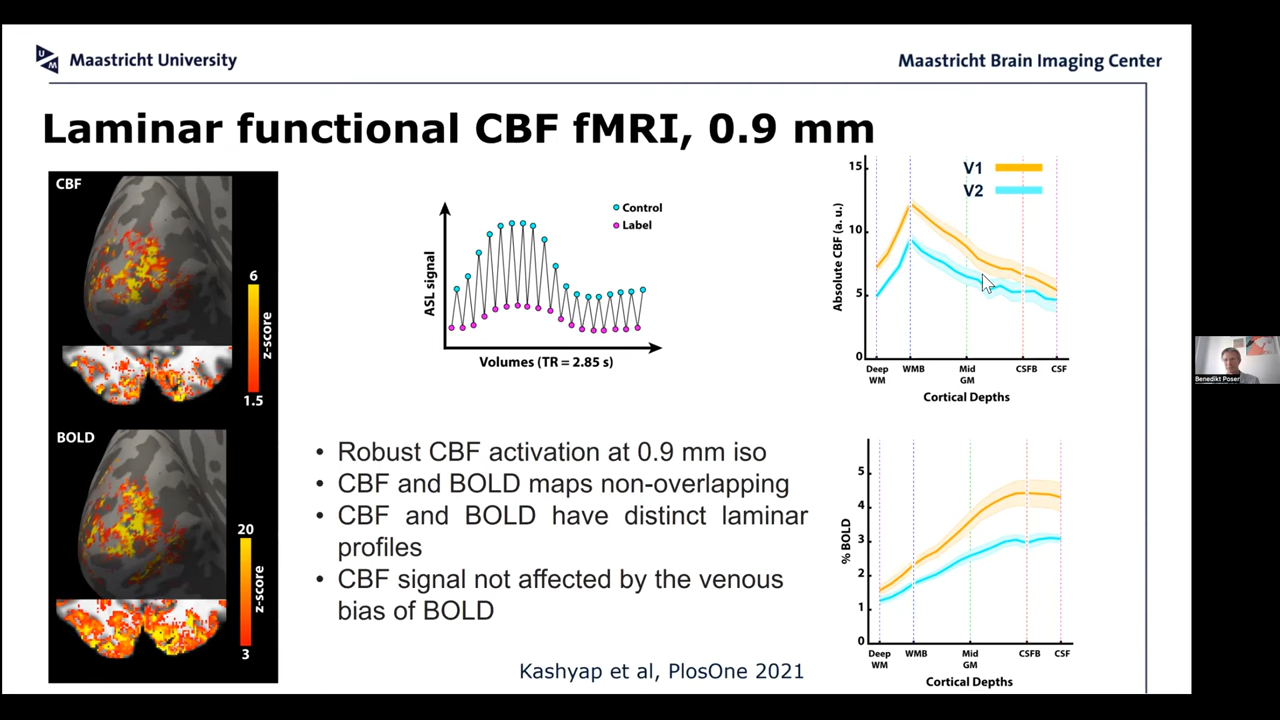 Maastricht University
Maastricht Brain Imaging Center
Laminar functional CBF fMRI, 0.9 mm
CBF
6
z-score
1.5
BOLD
20
z-score
3
Control
Label
ASL signal
Volumes (TR = 2.85 s)
Robust CBF activation at 0.9 mm iso
CBF and BOLD maps non-overlapping
CBF and BOLD have distinct laminar
profiles
CBF signal not affected by the venous
bias of BOLD
Kashyap et al, PlosOne 2021
V1
V2
15
10
5
0
Absolute CBF (a. u.)
Deep
WM
WMB
Mid
GM
CSFB
CSF
Cortical Depths
5
4
3
2
1
0
% BOLD
Deep
WM
WMB
Mid
GM
CSFB
CSF
Cortical Depths
Benedikt Poser